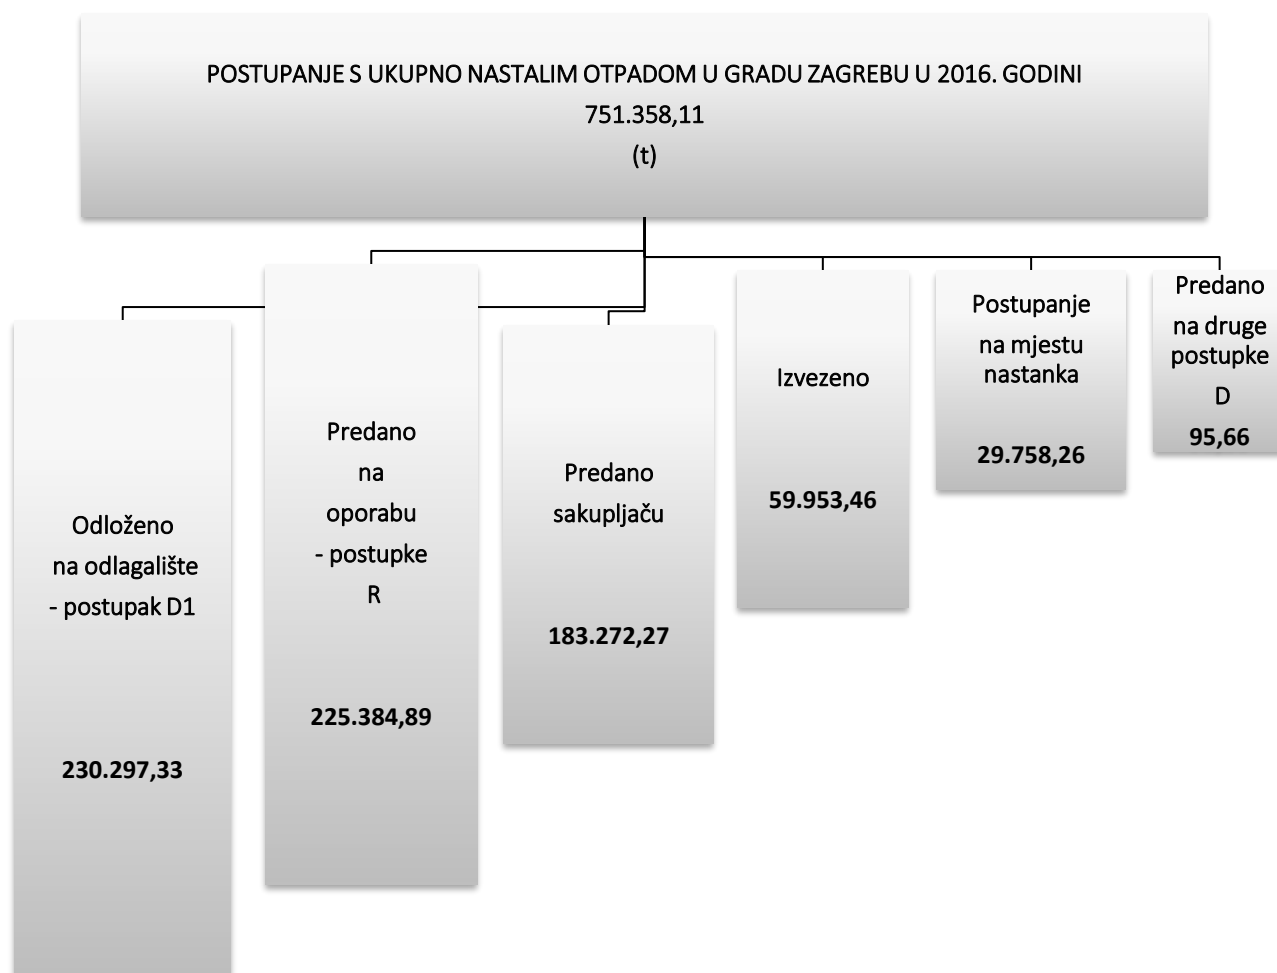 POSTUPANJE S UKUPNO NASTALIM OTPADOM U GRADU ZAGREBU U 2016. GODINI
751.358,11
(t)
Odloženo
na odlagalište
- postupak D1
230.297,33
Predano
na
oporabu
- postupke
R
225.384,89
Predano
sakupljaču
183.272,27
Izvezeno
59.953,46
Postupanje
na mjestu
nastanka
29.758,26
Predano
na druge
postupke
D
95,66